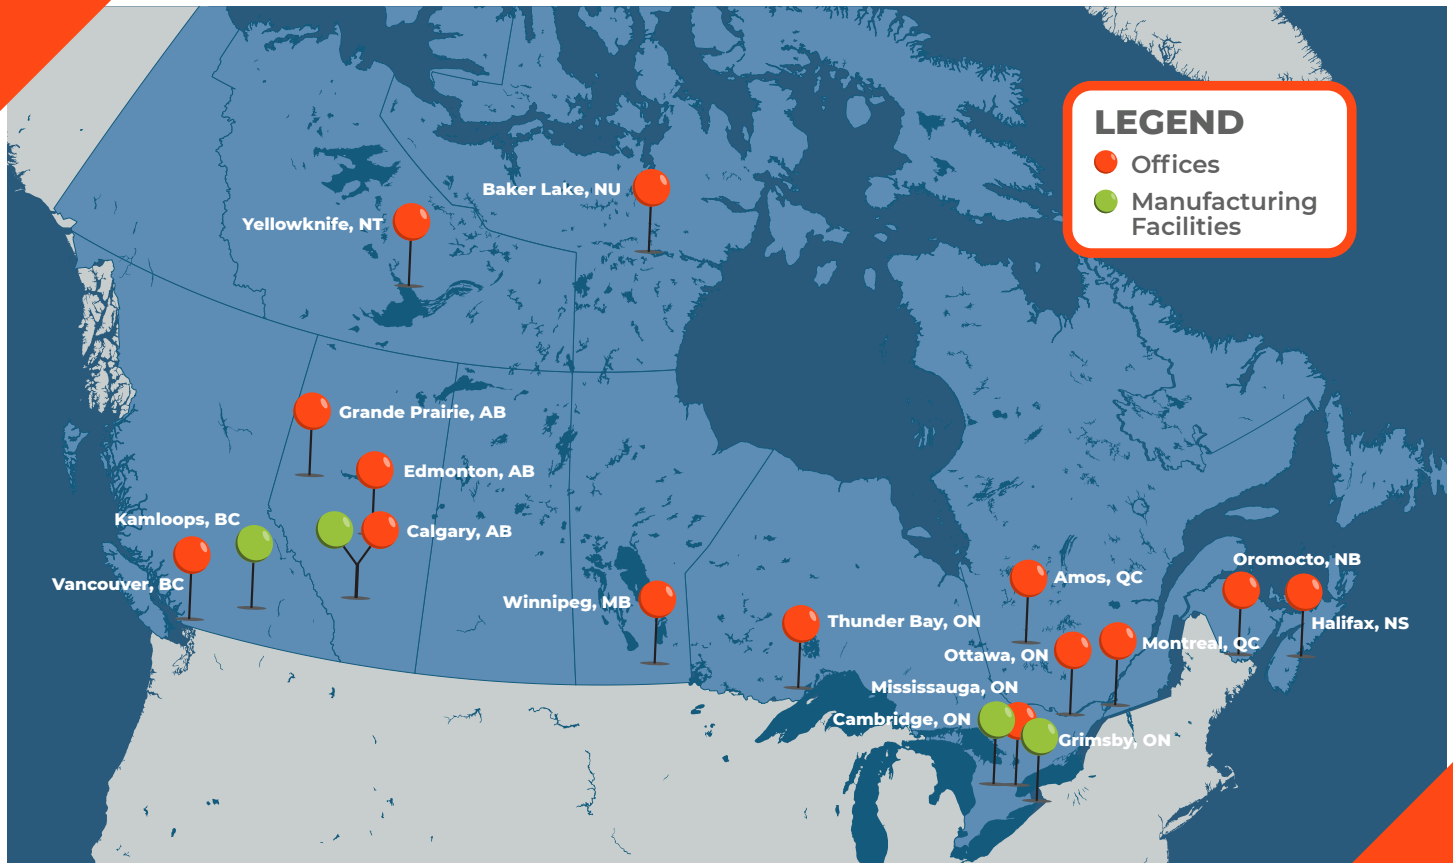 LEGEND
Offices
Manufacturing
Facilities
Baker Lake, NU
Yellowknife, NT
Grande Prairie, AB
Edmonton, AB
Kamloops, BC
Calgary, AB
Vancouver, BC
Winnipeg, MB
Thunder Bay, ON
Amos, QC
Oromocto, NB
Halifax, NS
Montreal, QC
Ottawa, ON
Mississauga, ON
Cambridge, ON
Grimsby, ON